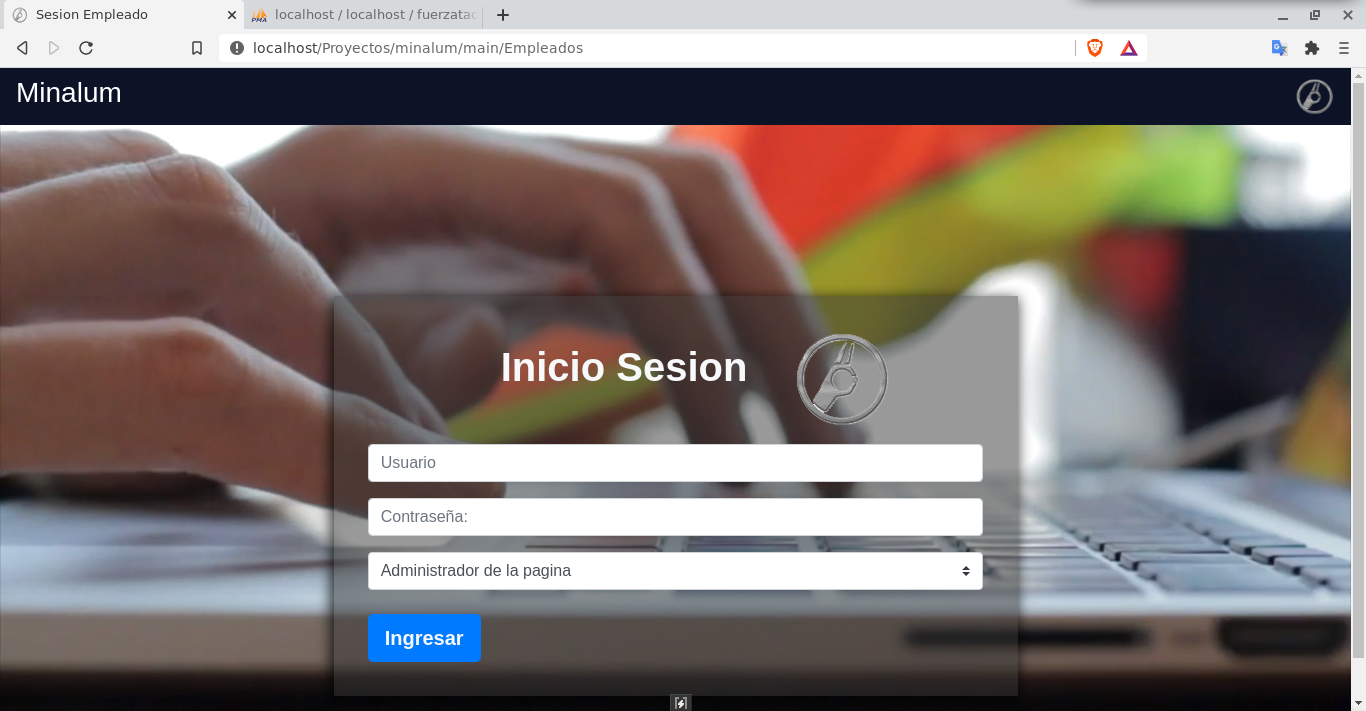 Sesion Empleado
localhost / localhost / fuerzatac
localhost/Proyectos/minalum/main/Empleados
Minalum
Inicio Sesion
Usuario
Contraseña:
Administrador de la pagina
Ingresar